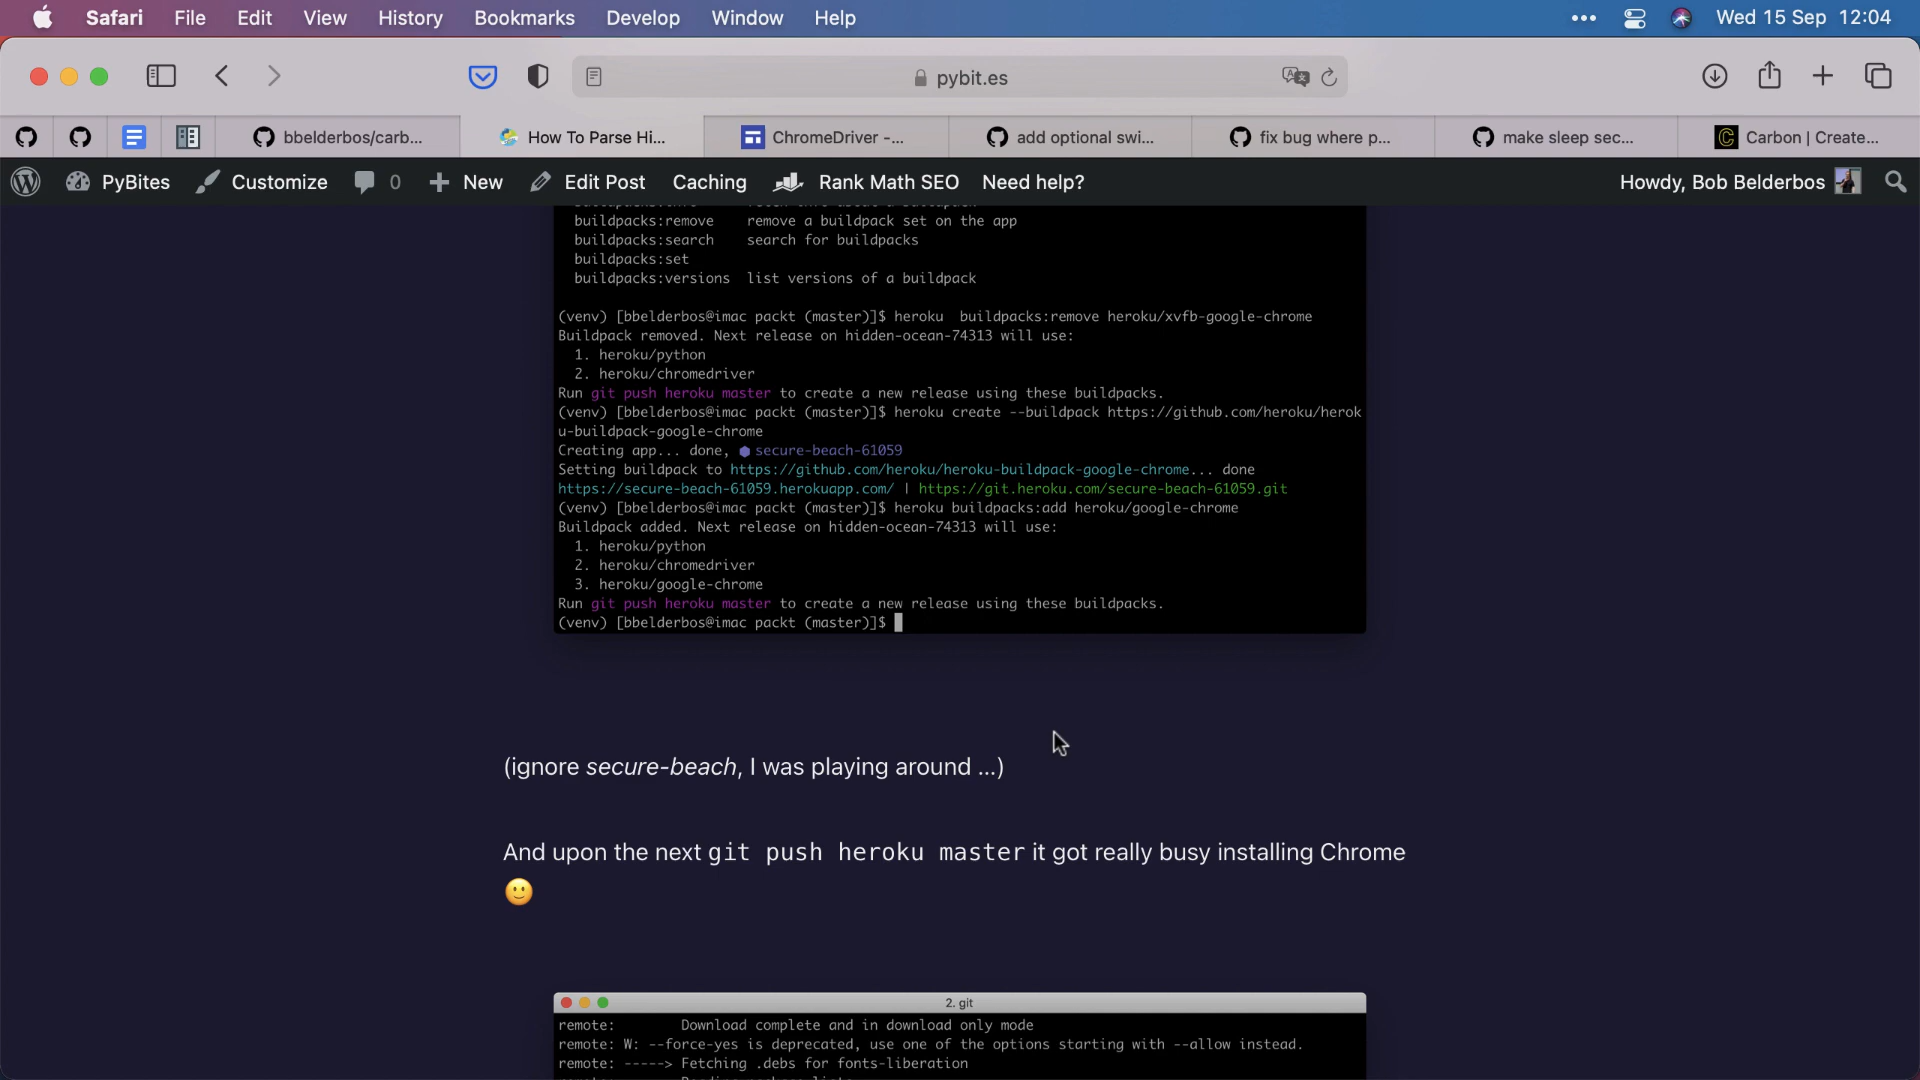 Safari File Edit View History Bookmarks Develop Window Help Wed 15 Sep 12:04
pybit.es
bbelderbos/carb... How To Parse Hi... ChromeDriver -... add optional swi... fix bug where p... make sleep sec... Carbon | Create...
PyBites Customize 0 New Edit Post Caching Rank Math SEO Need help? Howdy, Bob Belderbos
buildpacks:remove remove a buildpack set on the app
buildpacks:search search for buildpacks
buildpacks:set
buildpacks:versions list versions of a buildpack
(venv) [bbelderbos@imac packt (master)]$ heroku  buildpacks:remove heroku/xvfb-google-chrome
Buildpack removed. Next release on hidden-ocean-74313 will use:
1. heroku/python
2. heroku/chromedriver
Run git push heroku master to create a new release using these buildpacks.
(venv) [bbelderbos@imac packt (master)]$ heroku create --buildpack https://github.com/heroku/herok
u-buildpack-google-chrome
Creating app... done, ⬢ secure-beach-61059
Setting buildpack to https://github.com/heroku/heroku-buildpack-google-chrome... done
https://secure-beach-61059.herokuapp.com/ | https://git.heroku.com/secure-beach-61059.git
(venv) [bbelderbos@imac packt (master)]$ heroku buildpacks:add heroku/google-chrome
Buildpack added. Next release on hidden-ocean-74313 will use:
1. heroku/python
2. heroku/chromedriver
3. heroku/google-chrome
Run git push heroku master to create a new release using these buildpacks.
(venv) [bbelderbos@imac packt (master)]$
(ignore secure-beach, I was playing around ...)
And upon the next git push heroku master it got really busy installing Chrome
🙂
2. git
remote: Download complete and in download only mode
remote: W: --force-yes is deprecated, use one of the options starting with --allow instead.
remote: -----> Fetching .debs for fonts-liberation